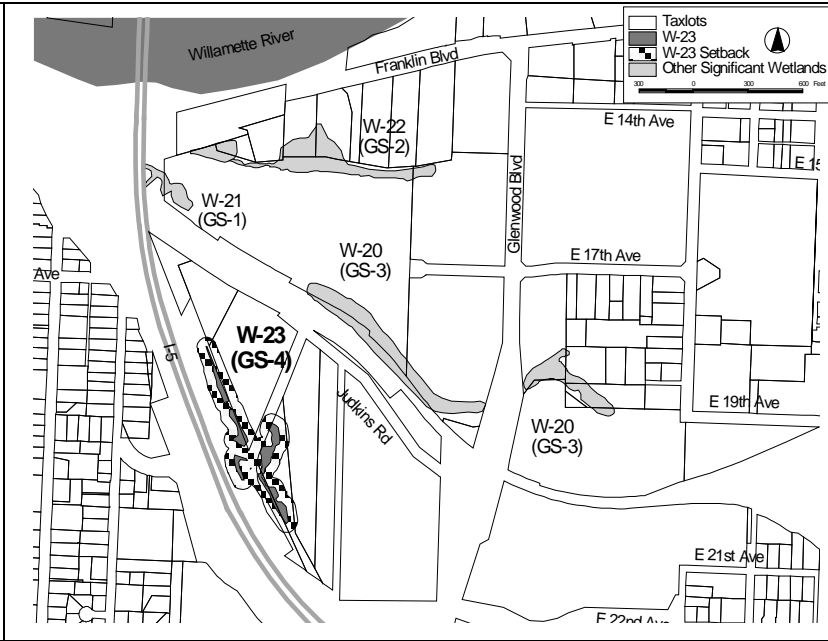 Taxlots
W-23
W-23 Setback
Other Significant Wetlands
300 0 300 600 Feet
Willamette River
Franklin Blvd
E 14th Ave
W-22
(GS-2)
E 15
W-21
(GS-1)
Glenwood Blvd
W-20
(GS-3)
E 17th Ave
Ave
I-5
W-23
(GS-4)
Judkins Rd
E 19th Ave
W-20
(GS-3)
E 21st Ave
E 22nd Ave